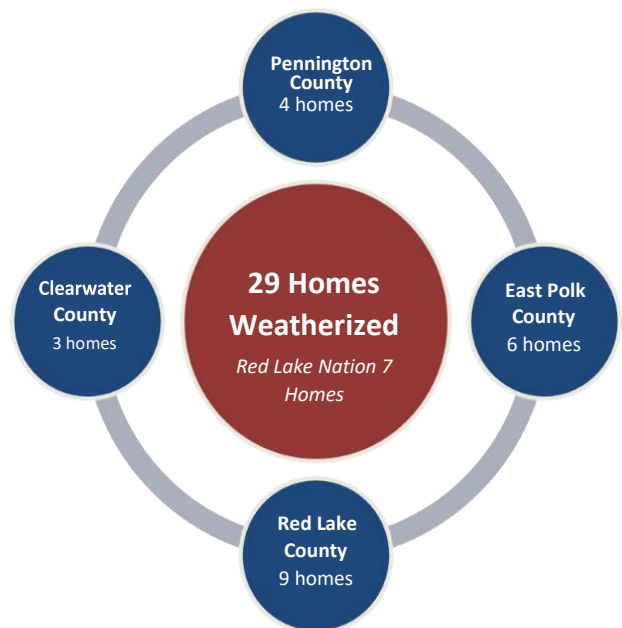 Pennington
County
4 homes
Clearwater
County
3 homes
29 Homes
Weatherized
Red Lake Nation 7
Homes
East Polk
County
6 homes
Red Lake
County
9 homes